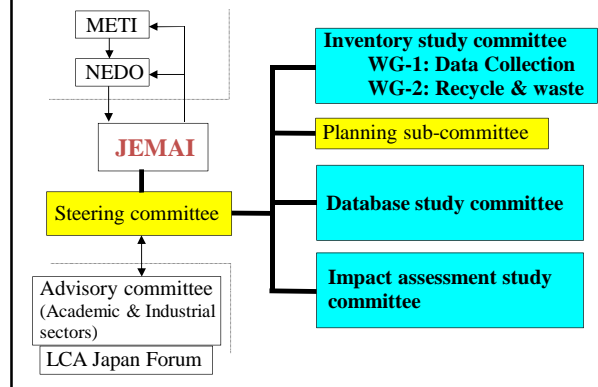 METI
NEDO
JEMAI
Steering committee
Advisory committee
(Academic & Industrial
sectors)
LCA Japan Forum
Inventory study committee
WG-1: Data Collection
WG-2: Recycle & waste
Planning sub-committee
Database study committee
Impact assessment study
committee